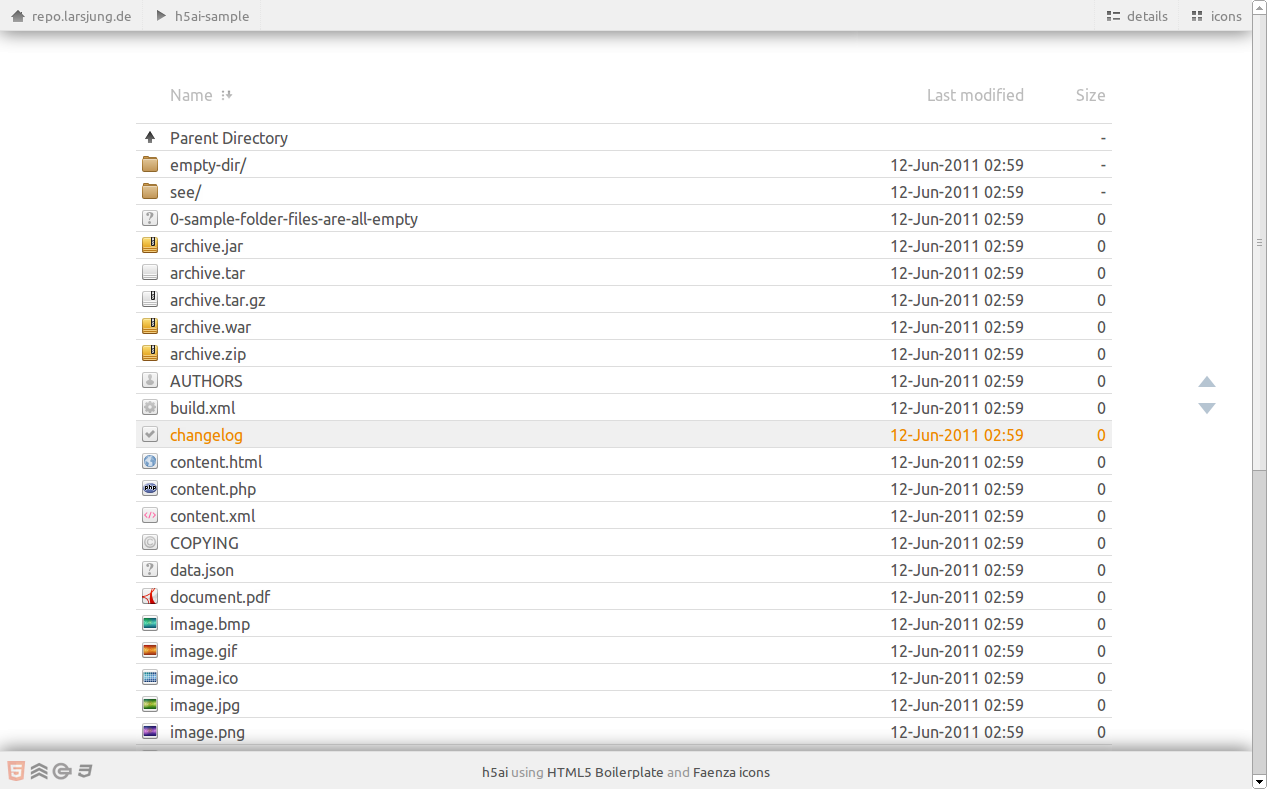 repo.larsjung.de h5ai-sample details icons
Name Last modified Size
Parent Directory -
empty-dir/ 12-Jun-2011 02:59 -
see/ 12-Jun-2011 02:59 -
0-sample-folder-files-are-all-empty 12-Jun-2011 02:59 0
archive.jar 12-Jun-2011 02:59 0
archive.tar 12-Jun-2011 02:59 0
archive.tar.gz 12-Jun-2011 02:59 0
archive.war 12-Jun-2011 02:59 0
archive.zip 12-Jun-2011 02:59 0
AUTHORS 12-Jun-2011 02:59 0
build.xml 12-Jun-2011 02:59 0
changelog 12-Jun-2011 02:59 0
content.html 12-Jun-2011 02:59 0
content.php 12-Jun-2011 02:59 0
content.xml 12-Jun-2011 02:59 0
COPYING 12-Jun-2011 02:59 0
data.json 12-Jun-2011 02:59 0
document.pdf 12-Jun-2011 02:59 0
image.bmp 12-Jun-2011 02:59 0
image.gif 12-Jun-2011 02:59 0
image.ico 12-Jun-2011 02:59 0
image.jpg 12-Jun-2011 02:59 0
image.png 12-Jun-2011 02:59 0
h5ai using HTML5 Boilerplate and Faenza icons